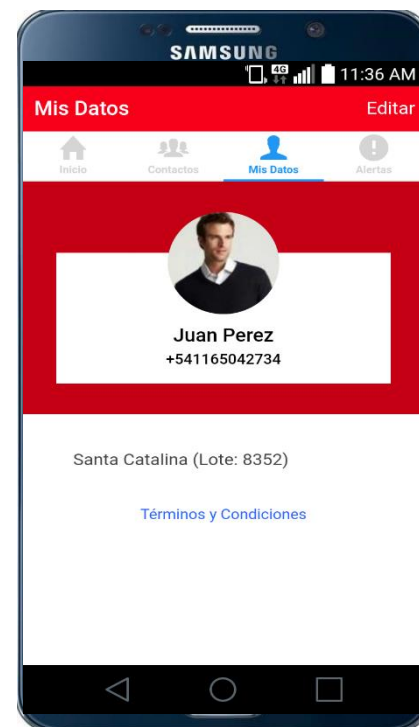 SAMSUNG
4G 11:36 AM
Mis Datos Editar
Inicio Contactos Mis Datos Alertas
Juan Perez
+541165042734
Santa Catalina (Lote: 8352)
Términos y Condiciones